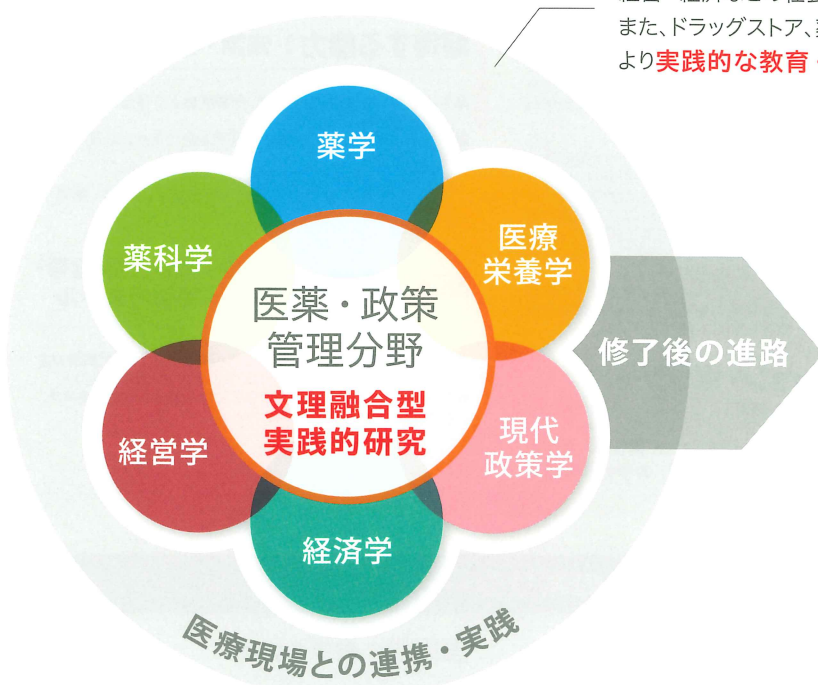 また、ドラッグストア、
より実践的な教育・
薬学
医療
栄養学
薬科学
医薬・政策
管理分野
文理融合型
実践的研究
修了後の進路
現代
政策学
経営学
経済学
医療現場との連携・実践